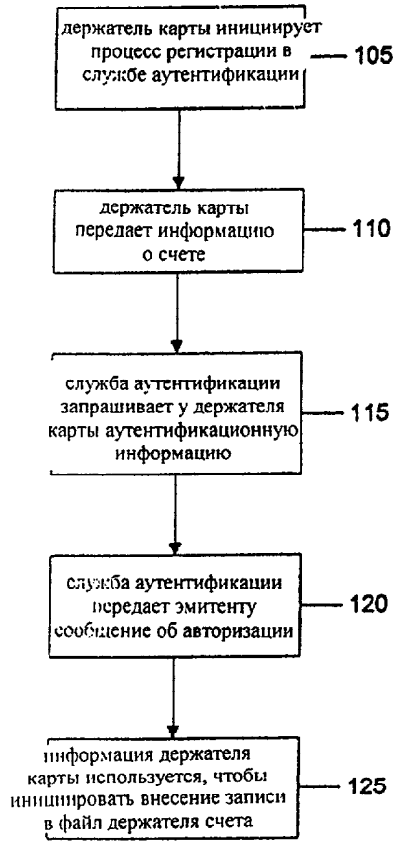 держатель карты инициирует
процесс регистрации в
службе аутентификации
105
держатель карты
передает информацию
о счете
110
служба аутентификации
запрашивает у держателя
карты аутентификационную
информацию
115
служба аутентификации
передает эмитенту
сообщение об авторизации
120
информация держателя
карты используется, чтобы
инициировать внесение записи
в файл держателя счета
125